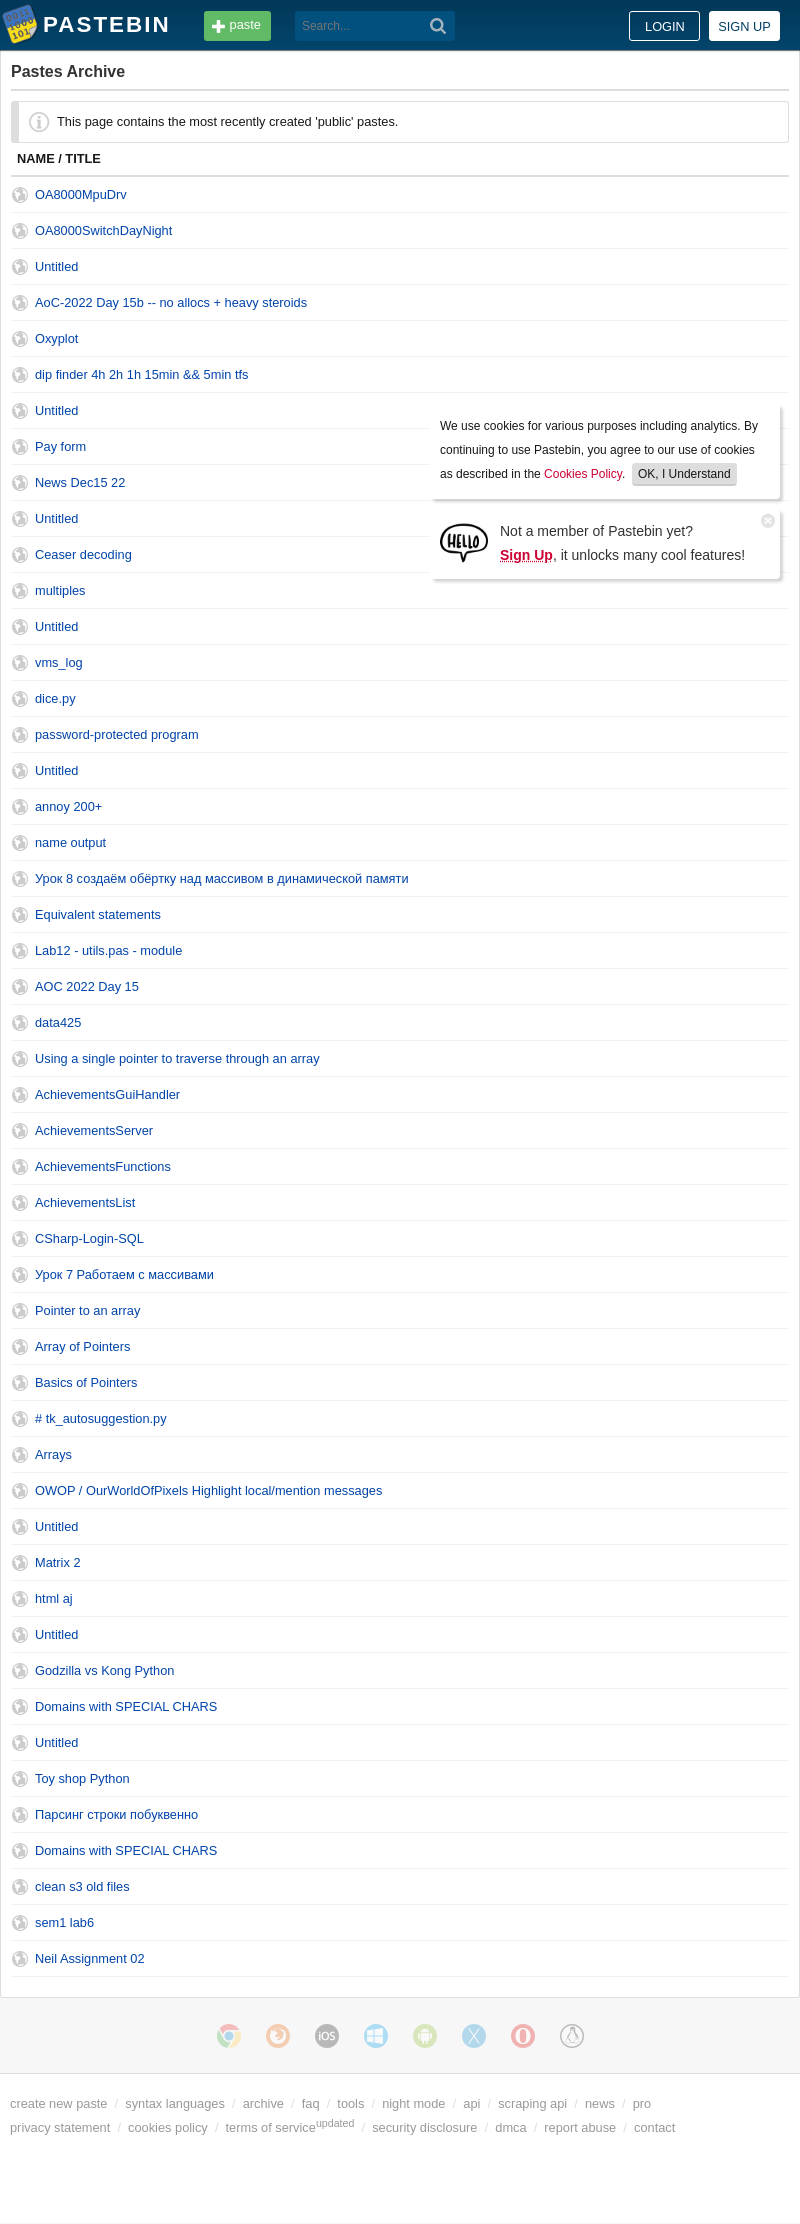 PASTEBIN
paste
Search...
LOGIN
SIGN UP
Pastes Archive
This page contains the most recently created 'public' pastes.
NAME / TITLE
OA8000MpuDrv
OA8000SwitchDayNight
Untitled
AoC-2022 Day 15b -- no allocs + heavy steroids
Oxyplot
dip finder 4h 2h 1h 15min && 5min tfs
Untitled
Pay form
News Dec15 22
Untitled
Ceaser decoding
We use cookies for various purposes including analytics. By
continuing to use Pastebin, you agree to our use of cookies
as described in the Cookies Policy. OK, I Understand
HELLO
Not a member of Pastebin yet?
Sign Up, it unlocks many cool features!
multiples
Untitled
vms_log
dice.py
password-protected program
Untitled
annoy 200+
name output
Урок 8 создаём обёртку над массивом в динамической памяти
Equivalent statements
Lab12 - utils.pas - module
AOC 2022 Day 15
data425
Using a single pointer to traverse through an array
AchievementsGuiHandler
AchievementsServer
AchievementsFunctions
AchievementsList
CSharp-Login-SQL
Урок 7 Работаем с массивами
Pointer to an array
Array of Pointers
Basics of Pointers
# tk_autosuggestion.py
Arrays
OWOP / OurWorldOfPixels Highlight local/mention messages
Untitled
Matrix 2
html aj
Untitled
Godzilla vs Kong Python
Domains with SPECIAL CHARS
Untitled
Toy shop Python
Парсинг строки побуквенно
Domains with SPECIAL CHARS
clean s3 old files
sem1 lab6
Neil Assignment 02
iOS
create new paste / syntax languages / archive / faq / tools / night mode / api / scraping api / news / pro
privacy statement / cookies policy / terms of service updated / security disclosure / dmca / report abuse / contact